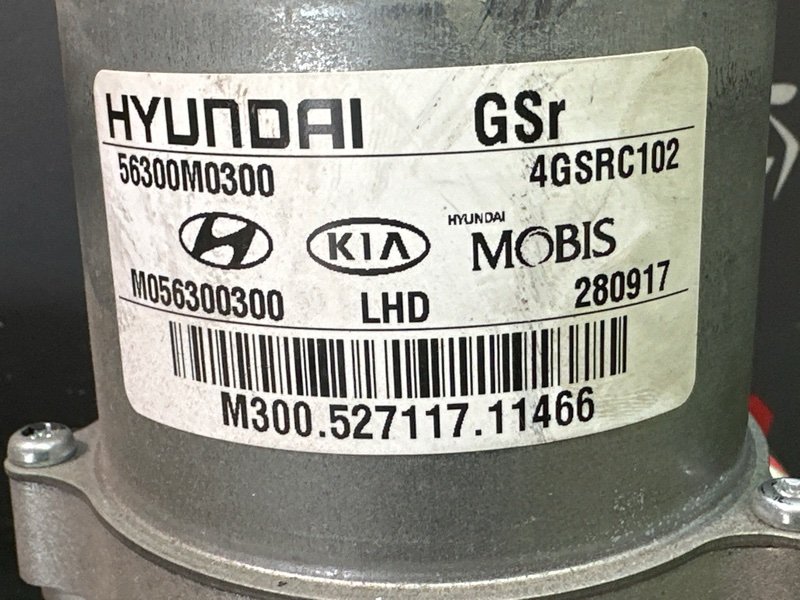 HYUNDAI GSr
56300M0300 4GSRC102
KIA HYUNDAI MOBIS
M056300300 LHD 280917
M300.527117.11466